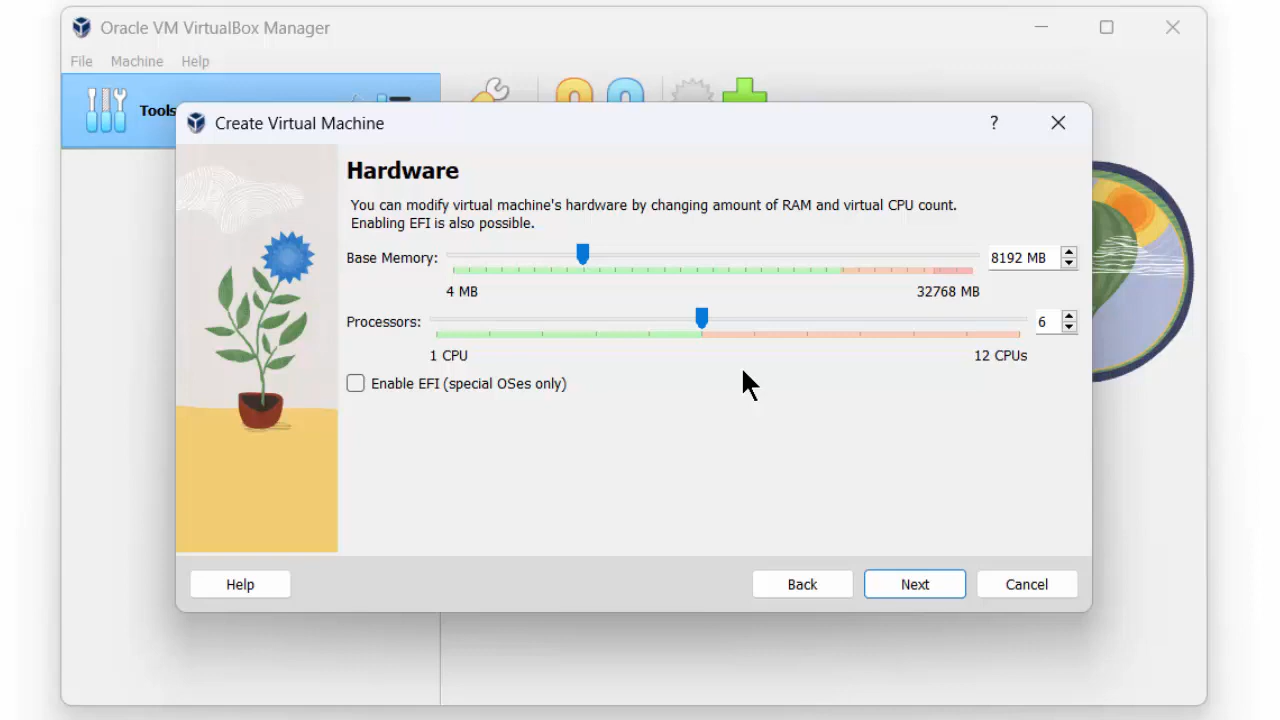 Oracle VM VirtualBox Manager
File Machine Help
Tools
Create Virtual Machine
?
Hardware
You can modify virtual machine's hardware by changing amount of RAM and virtual CPU count.
Enabling EFI is also possible.
Base Memory: 8192 MB
4 MB 32768 MB
Processors: 6
1 CPU 12 CPUs
Enable EFI (special OSes only)
Help Back Next Cancel